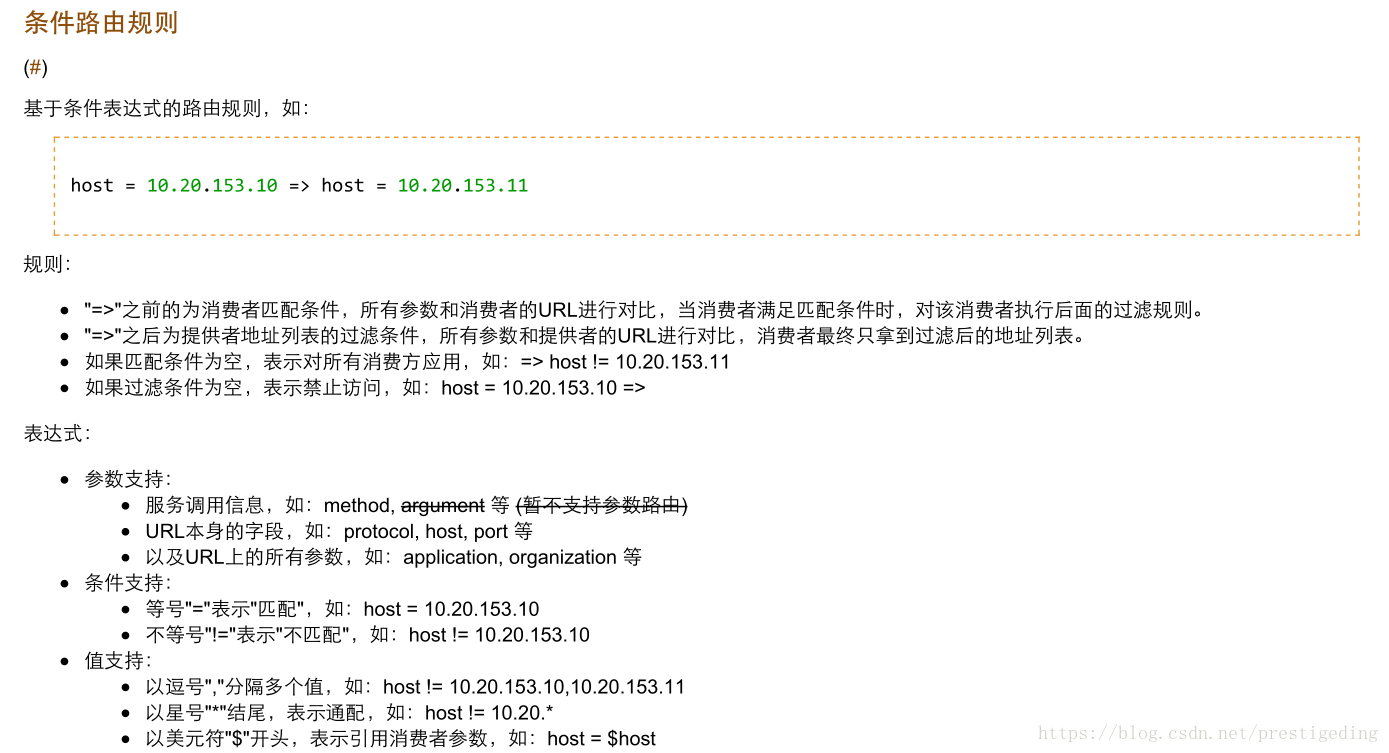 条件路由规则
(#)
基于条件表达式的路由规则，如：
host = 10.20.153.10 => host = 10.20.153.11
规则：
● "=>"之前的为消费者匹配条件，所有参数和消费者的URL进行对比，当消费者满足匹配条件时，对该消费者执行后面的过滤规则。
● "=>"之后为提供者地址列表的过滤条件，所有参数和提供者的URL进行对比，消费者最终只拿到过滤后的地址列表。
● 如果匹配条件为空，表示对所有消费方应用，如：=> host != 10.20.153.11
● 如果过滤条件为空，表示禁止访问，如：host = 10.20.153.10 =>
表达式：
● 参数支持：
● 服务调用信息，如：method, argument 等 (暂不支持参数路由)
● URL本身的字段，如：protocol, host, port 等
● 以及URL上的所有参数，如：application, organization 等
● 条件支持：
● 等号"="表示"匹配"，如：host = 10.20.153.10
● 不等号"!="表示"不匹配"，如：host != 10.20.153.10
● 值支持：
● 以逗号","分隔多个值，如：host != 10.20.153.10,10.20.153.11
● 以星号"*"结尾，表示通配，如：host != 10.20.*
● 以美元符"$"开头，表示引用消费者参数，如：host = $host
https://blog.csdn.net/prestigeding